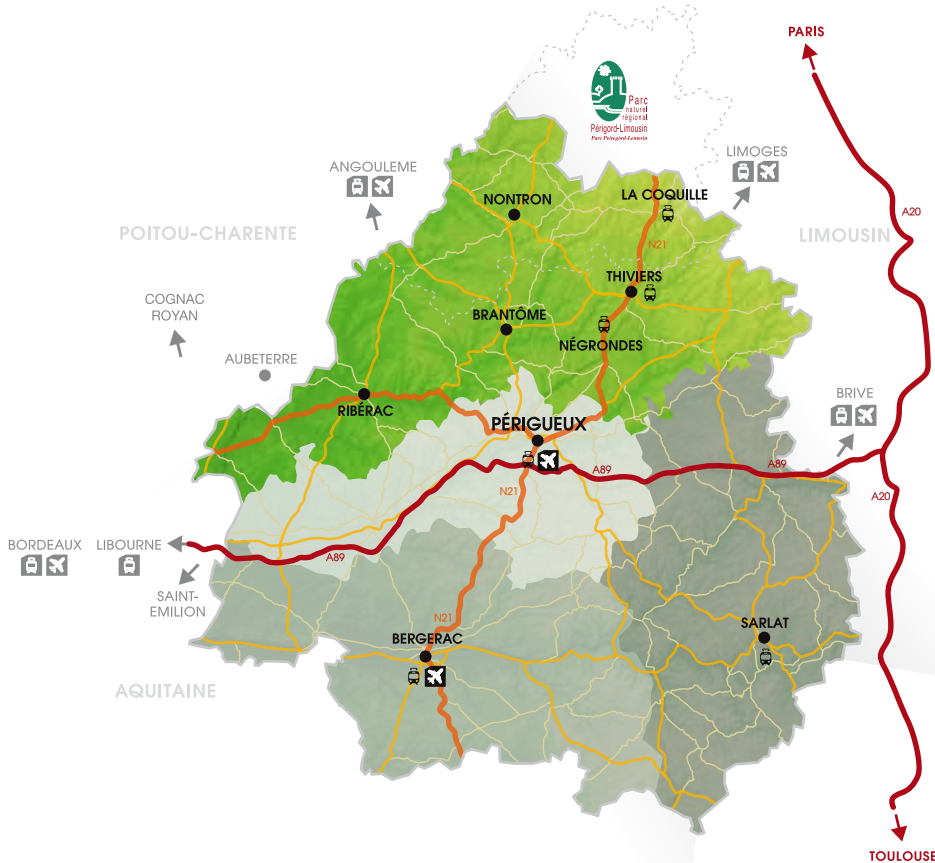 PARIS
Parc
naturel
régional
Périgord-Limousin
Parc Peiregòrd-Lemosin
ANGOULEME
LIMOGES
LA COQUILLE
NONTRON
A20
POITOU-CHARENTE
LIMOUSIN
N21
THIVIERS
COGNAC
ROYAN
BRANTÔME
NÉGRONDES
AUBETERRE
BRIVE
RIBÉRAC
PÉRIGUEUX
A89
A89
N21
A20
BORDEAUX
LIBOURNE
A89
SAINT-
EMILION
N21
SARLAT
BERGERAC
AQUITAINE
TOULOUSE